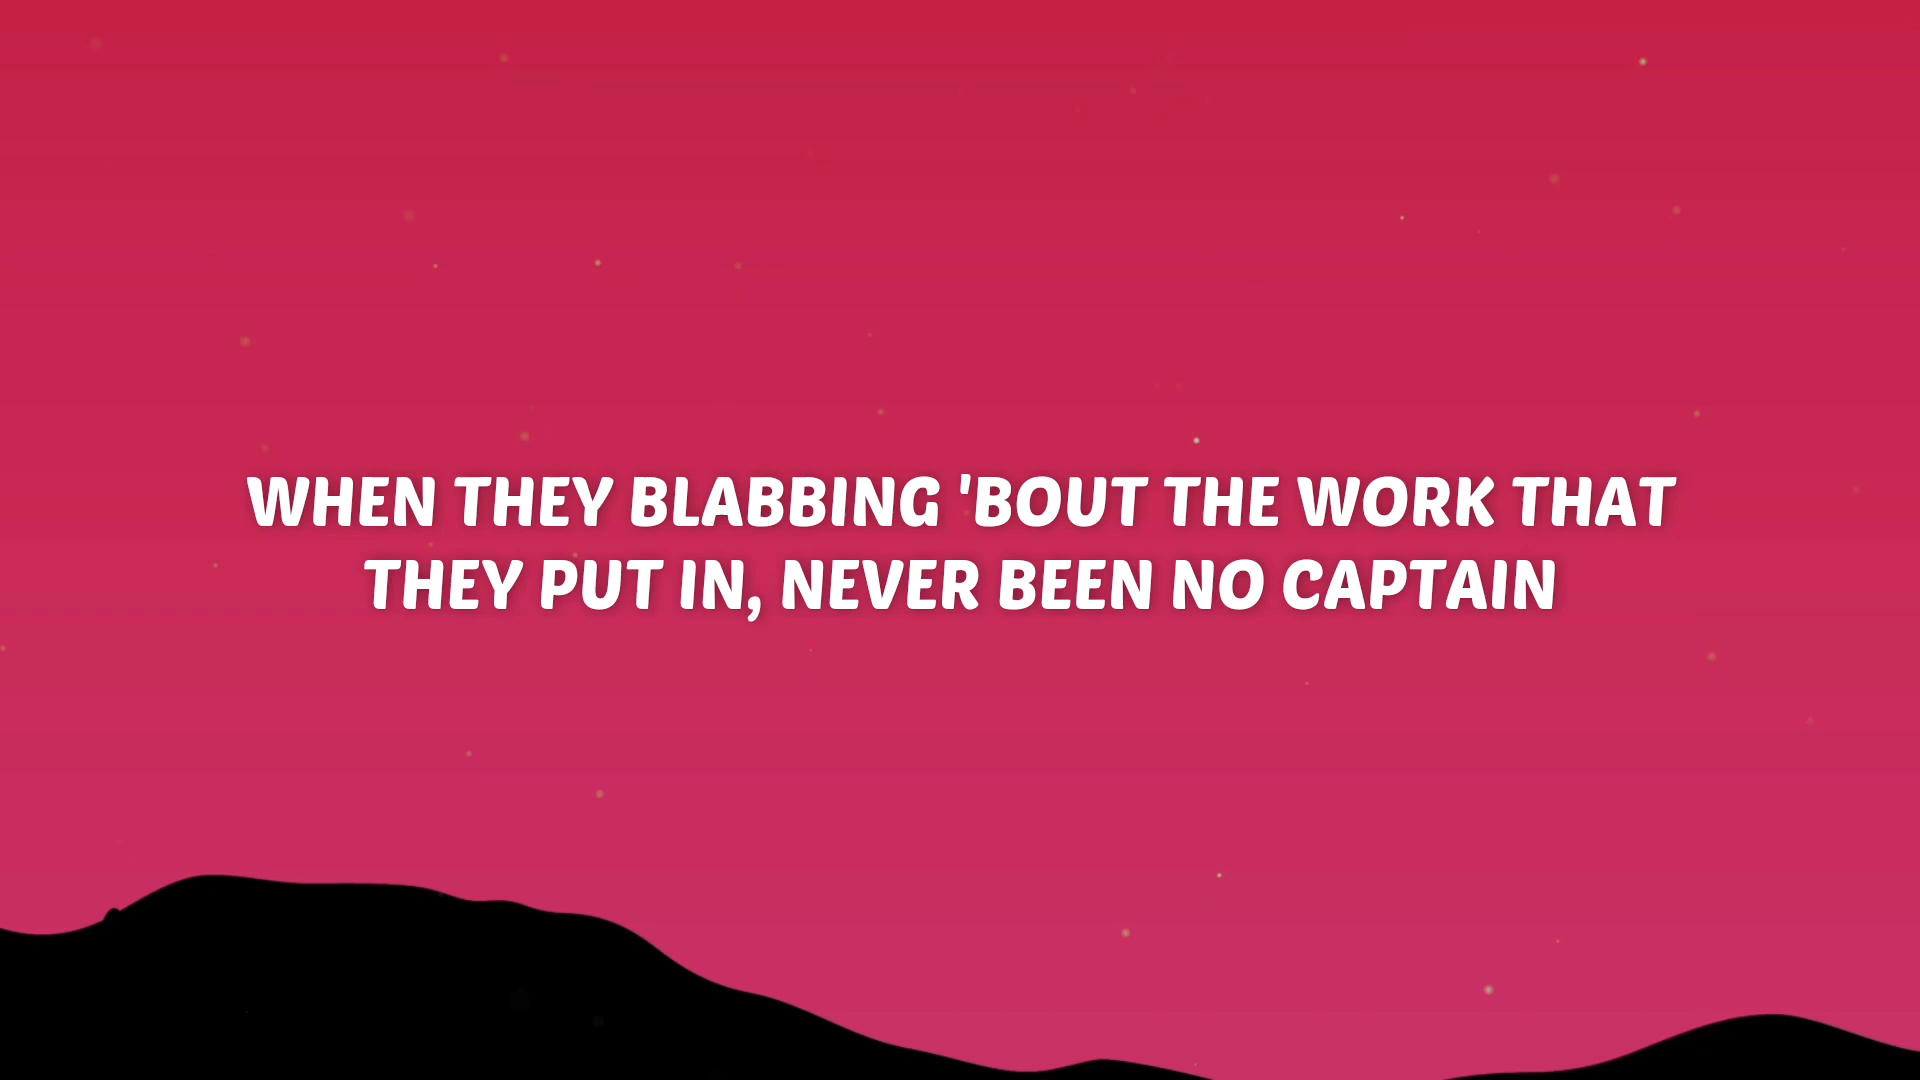 WHEN THEY BLABBING 'BOUT THE WORK THAT
THEY PUT IN, NEVER BEEN NO CAPTAIN